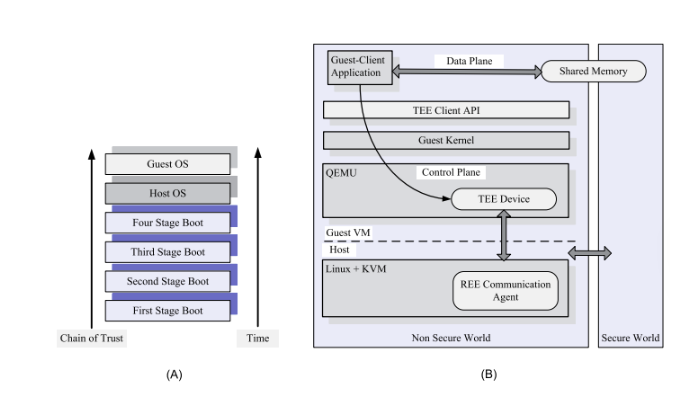 Guest OS
Host OS
Four Stage Boot
Third Stage Boot
Second Stage Boot
First Stage Boot
Chain of Trust
Time
(A)
Guest-Client
Application
Data Plane
Shared Memory
TEE Client API
Guest Kernel
QEMU
Control Plane
TEE Device
Guest VM
Host
Linux + KVM
REE Communication
Agent
Non Secure World
Secure World
(B)